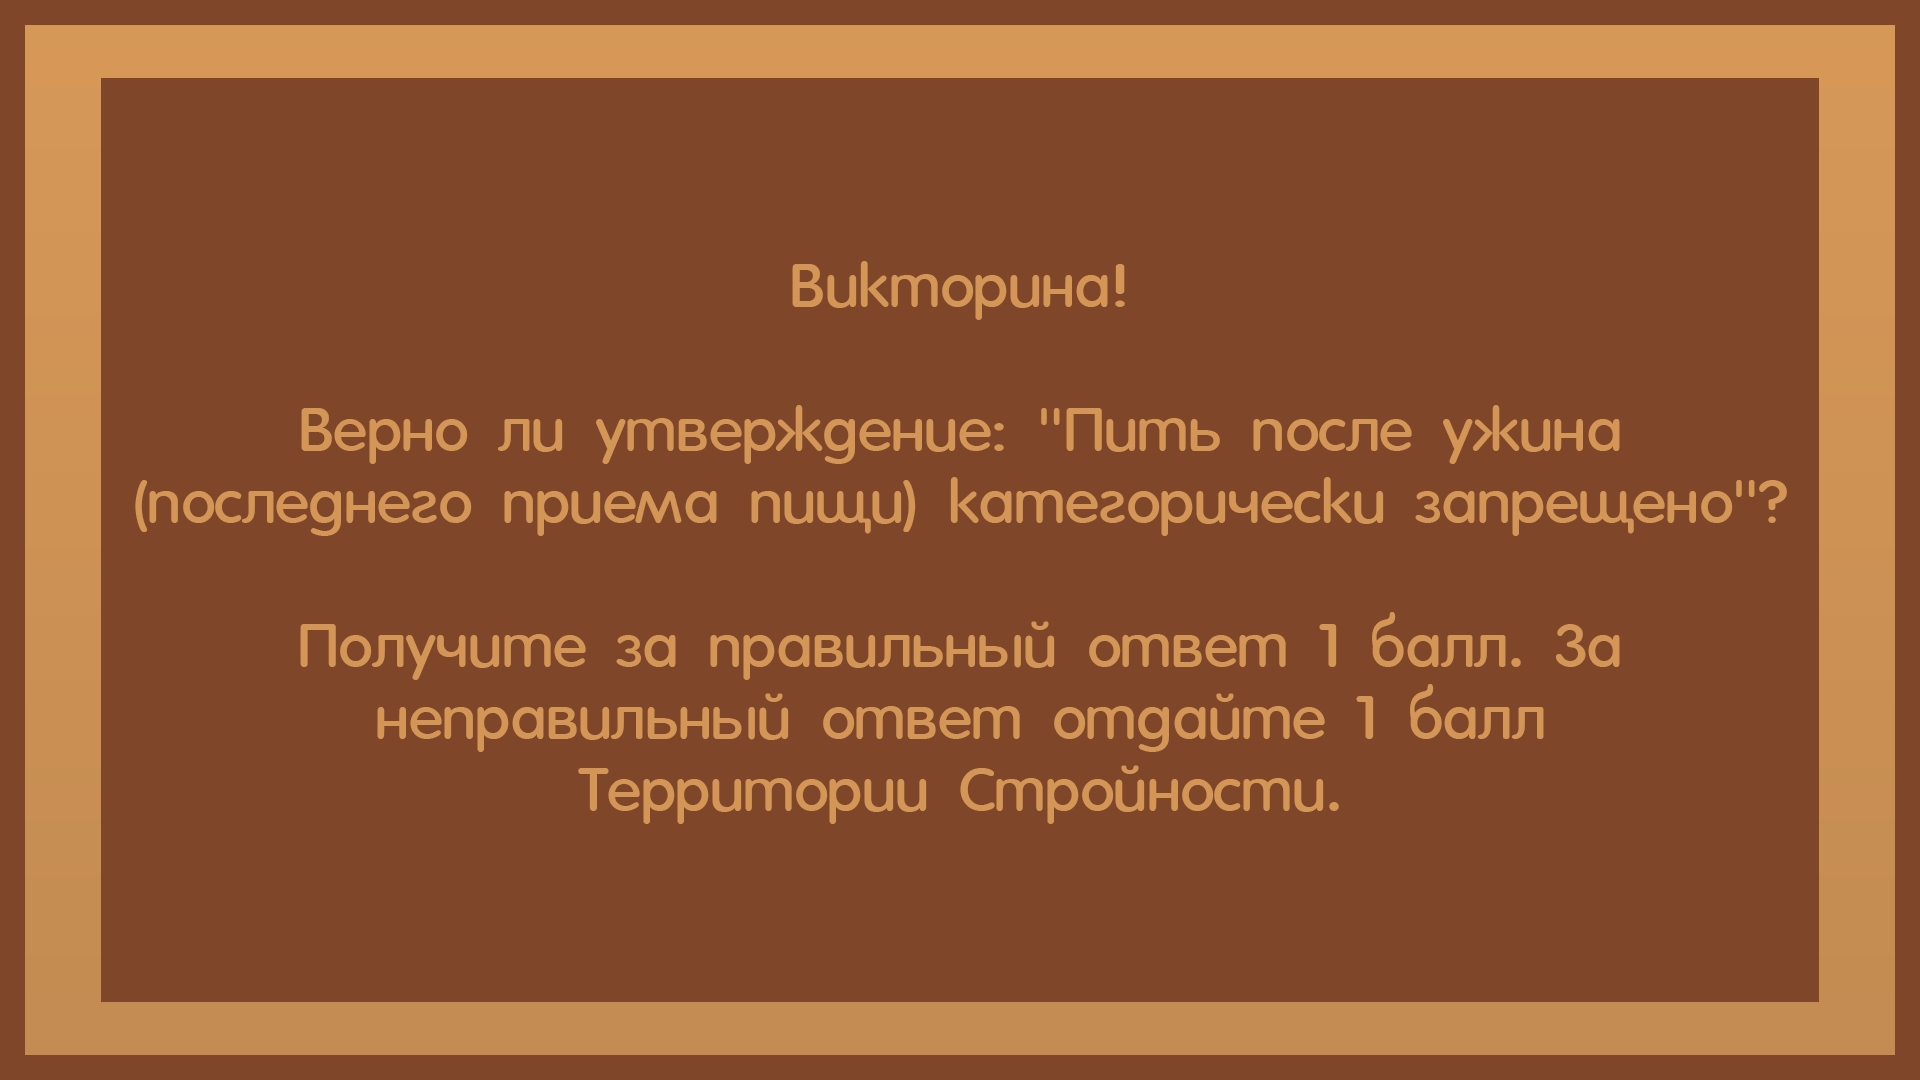 Викторина!
Верно ли утверждение: "Пить после ужина
(последнего приема пищи) категорически запрещено"?
Получите за правильный ответ 1 балл. За
неправильный ответ отдайте 1 балл
Территории Стройности.